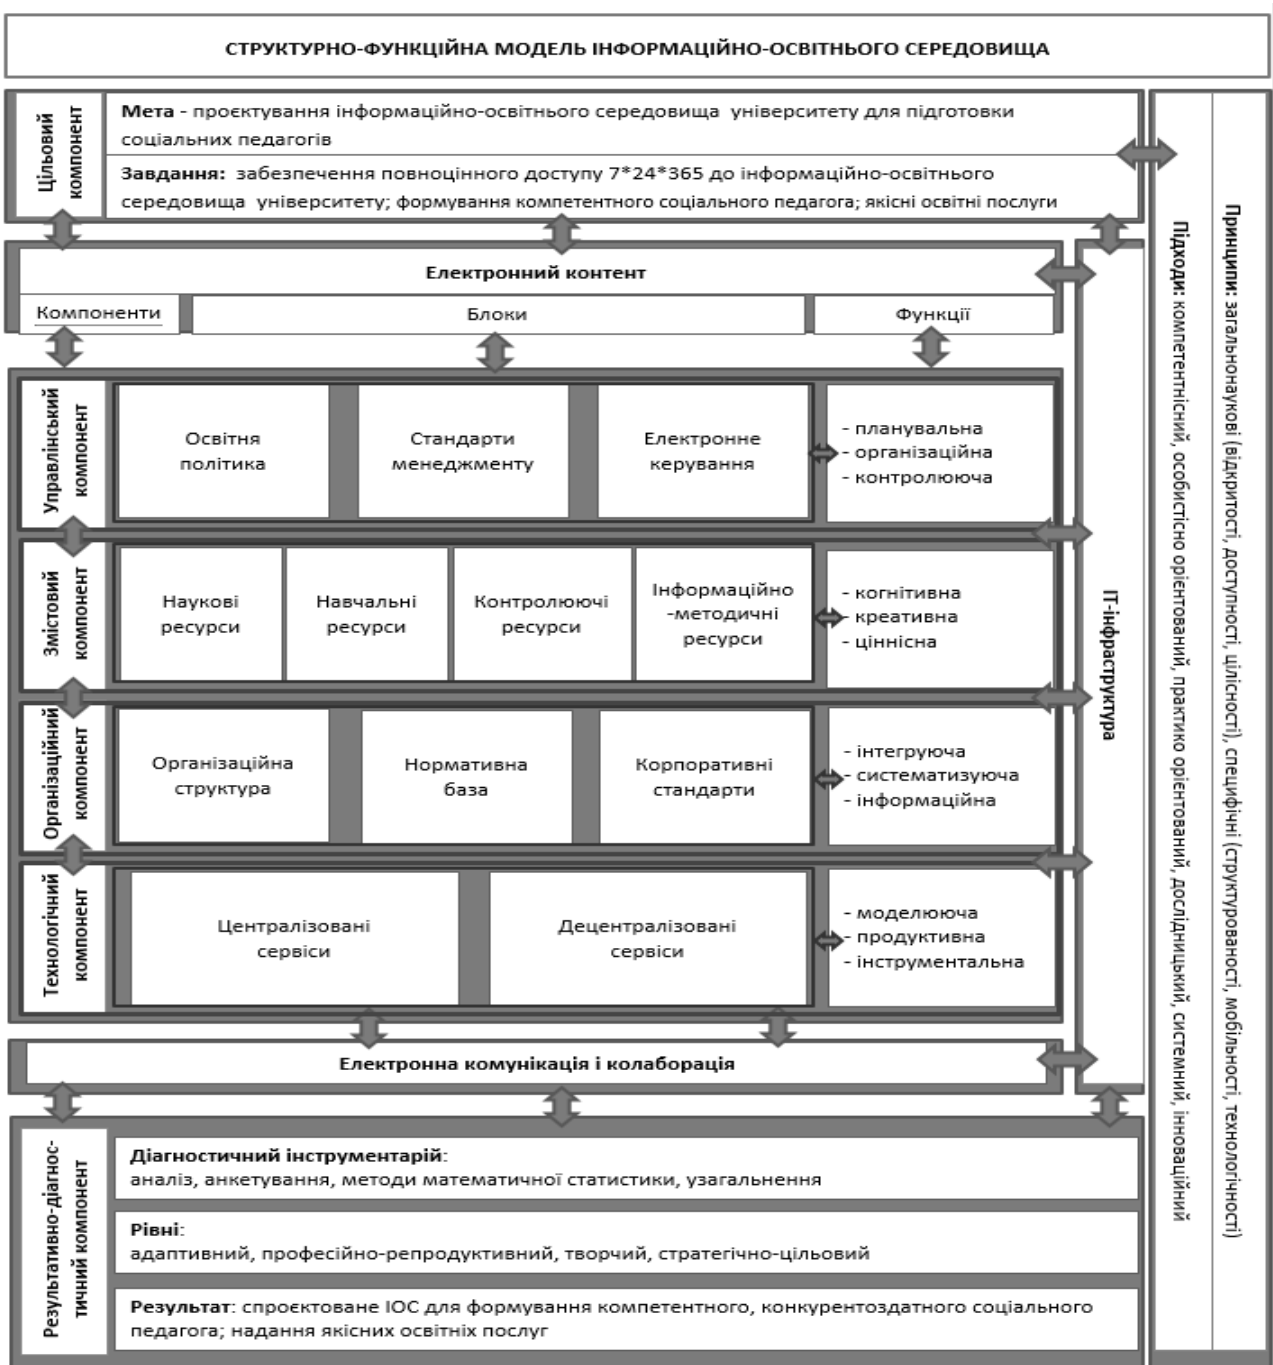 СТРУКТУРНО-ФУНКЦІЙНА МОДЕЛЬ ІНФОРМАЦІЙНО-ОСВІТНЬОГО СЕРЕДОВИЩА
Цільовий
компонент
Мета - проєктування інформаційно-освітнього середовища університету для підготовки
соціальних педагогів
Завдання: забезпечення повноцінного доступу 7*24*365 до інформаційно-освітнього
середовища університету; формування компетентного соціального педагога; якісні освітні послуги
Електронний контент
Компоненти
Блоки
Функції
Управлінський
компонент
Освітня
політика
Стандарти
менеджменту
Електронне
керування
- планувальна
- організаційна
- контролююча
Змістовий
компонент
Наукові
ресурси
Навчальні
ресурси
Контролюючі
ресурси
Інформаційно
-методичні
ресурси
- когнітивна
- креативна
- ціннісна
Організаційний
компонент
Організаційна
структура
Нормативна
база
Корпоративні
стандарти
- інтегруюча
- систематизуюча
- інформаційна
Технологічний
компонент
Централізовані
сервіси
Децентралізовані
сервіси
- моделююча
- продуктивна
- інструментальна
Електронна комунікація і колаборація
ІТ-інфраструктура
Підходи: компетентнісний, особистісно орієнтований, практико орієнтований, дослідницький, системний, інноваційний
Принципи: загальнонаукові (відкритості, доступності, цілісності), специфічні (структурованості, мобільності, технологічності)
Результативно-діагнос-
тичний компонент
Діагностичний інструментарій:
аналіз, анкетування, методи математичної статистики, узагальнення
Рівні:
адаптивний, професійно-репродуктивний, творчий, стратегічно-цільовий
Результат: спроєктоване ІОС для формування компетентного, конкурентоздатного соціального
педагога; надання якісних освітніх послуг